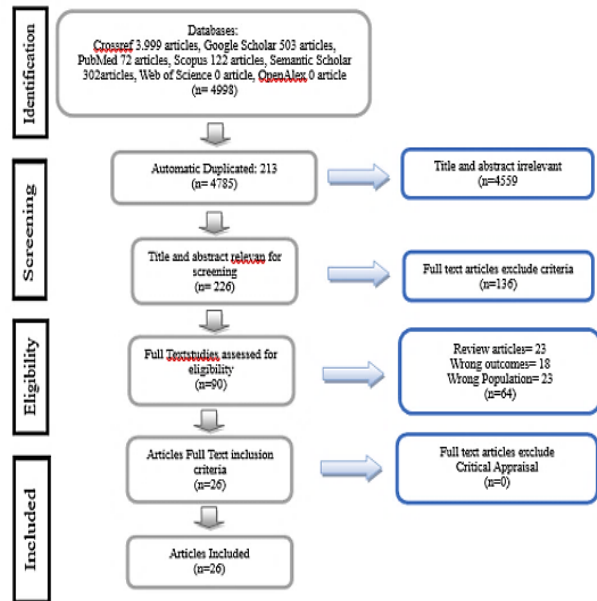 Identification
Databases:
Crossref 3.999 articles, Google Scholar 503 articles,
PubMed 72 articles, Scopus 122 articles, Semantic Scholar
302articles, Web of Science 0 article, OpenAlex 0 article
(n= 4998)
Screening
Automatic Duplicated: 213
(n= 4785)
Title and abstract irrelevant
(n=4559
Title and abstract relevan for
screening
(n= 226)
Full text articles exclude criteria
(n=136)
Eligibility
Full Textstudies assessed for
eligibility
(n=90)
Review articles= 23
Wrong outcomes= 18
Wrong Population= 23
(n=64)
Included
Articles Full Text inclusion
criteria
(n=26)
Full text articles exclude
Critical Appraisal
(n=0)
Articles Included
(n=26)